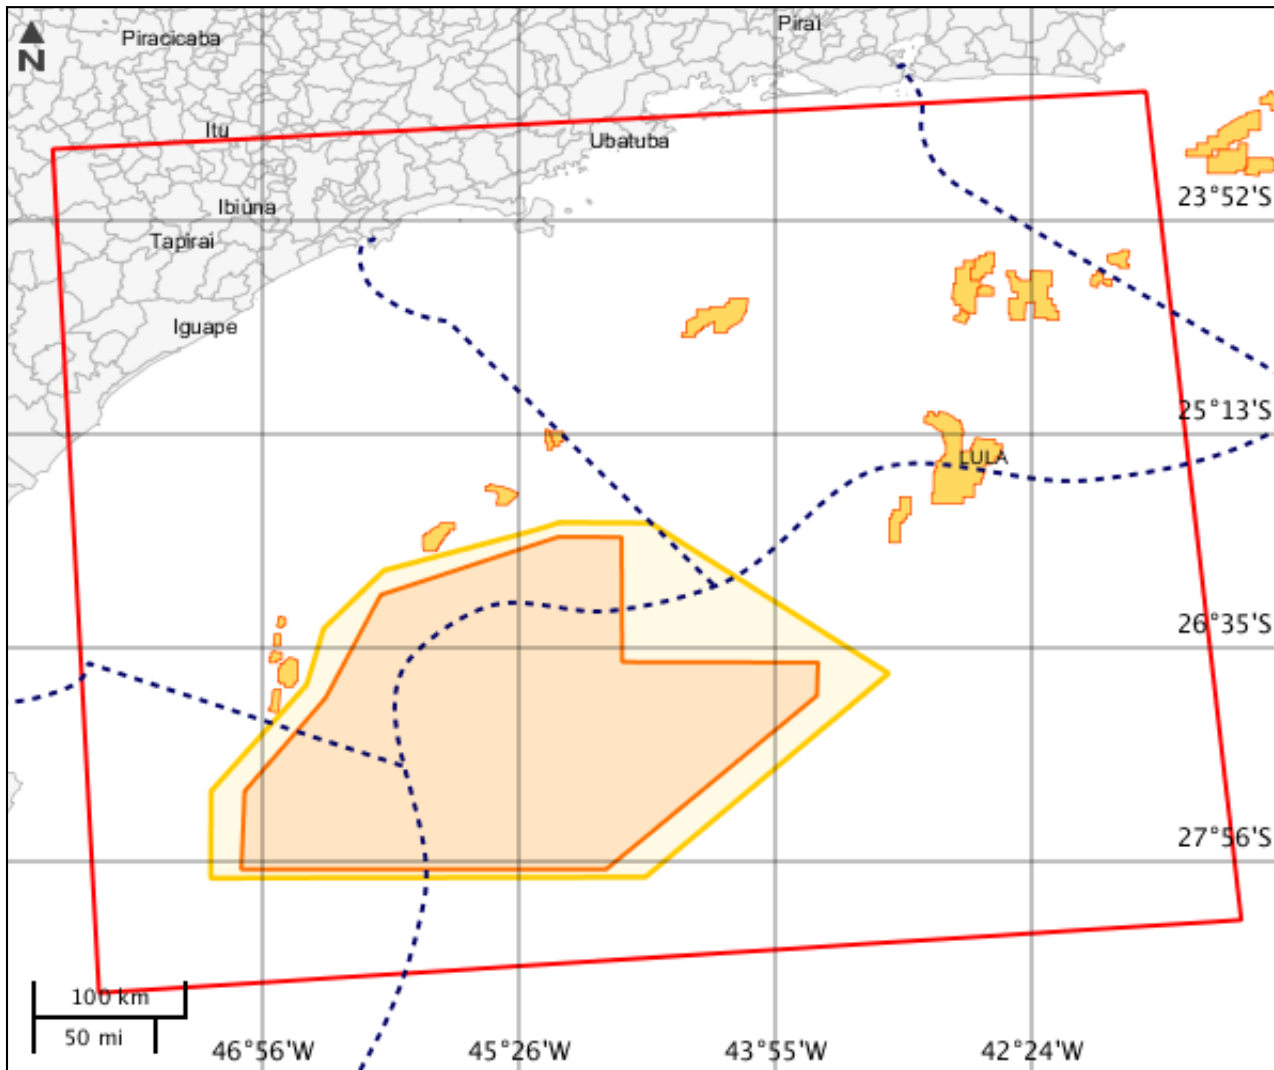 N
Piracicaba
Piraí
Itu
Ubatuba
23°52'S
Ibiúna
Tapiraí
Iguape
25°13'S
LULA
26°35'S
27°56'S
100 km
50 mi
46°56'W
45°26'W
43°55'W
42°24'W